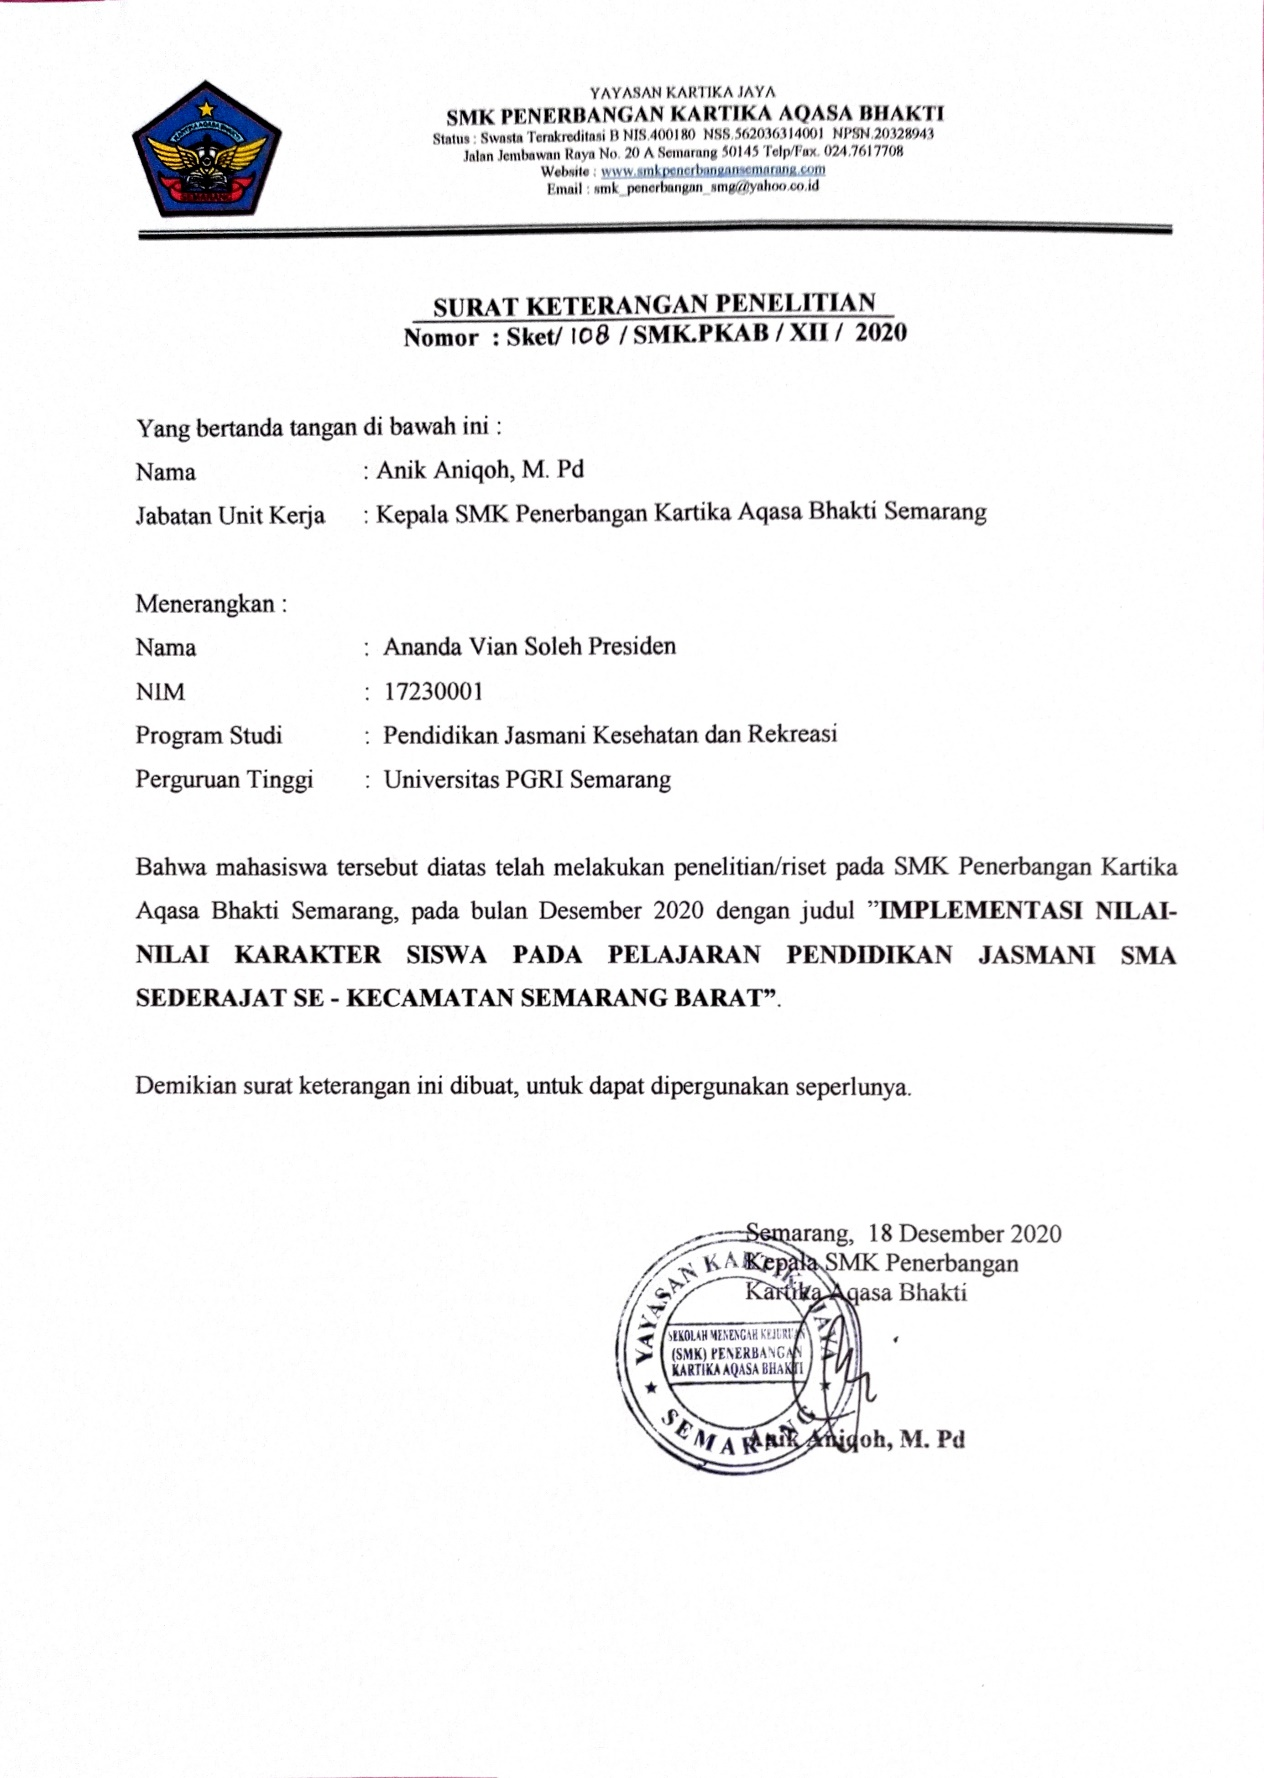 KARTIKA AQASA BHAKTI
SEMARANG
YAYASAN KARTIKA JAYA
SMK PENERBANGAN KARTIKA AQASA BHAKTI
Status : Swasta Terakreditasi B NIS.400180 NSS.562036314001 NPSN.20328943
Jalan Jembawan Raya No. 20 A Semarang 50145 Telp/Fax. 024.7617708
Website : www.smkpenerbangansemarang.com
Email : smk_penerbangan_smg@yahoo.co.id
SURAT KETERANGAN PENELITIAN
Nomor : Sket/ 108 / SMK.PKAB / XII / 2020
Yang bertanda tangan di bawah ini :
Nama : Anik Aniqoh, M. Pd
Jabatan Unit Kerja : Kepala SMK Penerbangan Kartika Aqasa Bhakti Semarang
Menerangkan :
Nama : Ananda Vian Soleh Presiden
NIM : 17230001
Program Studi : Pendidikan Jasmani Kesehatan dan Rekreasi
Perguruan Tinggi : Universitas PGRI Semarang
Bahwa mahasiswa tersebut diatas telah melakukan penelitian/riset pada SMK Penerbangan Kartika
Aqasa Bhakti Semarang, pada bulan Desember 2020 dengan judul ”IMPLEMENTASI NILAI-
NILAI KARAKTER SISWA PADA PELAJARAN PENDIDIKAN JASMANI SMA
SEDERAJAT SE - KECAMATAN SEMARANG BARAT”.
Demikian surat keterangan ini dibuat, untuk dapat dipergunakan seperlunya.
Semarang, 18 Desember 2020
Kepala SMK Penerbangan
Kartika Aqasa Bhakti
YAYASAN KARTIKA JAYA
SEKOLAH MENENGAH KEJURUAN
(SMK) PENERBANGAN
KARTIKA AQASA BHAKTI
SEMARANG
Anik Aniqoh, M. Pd